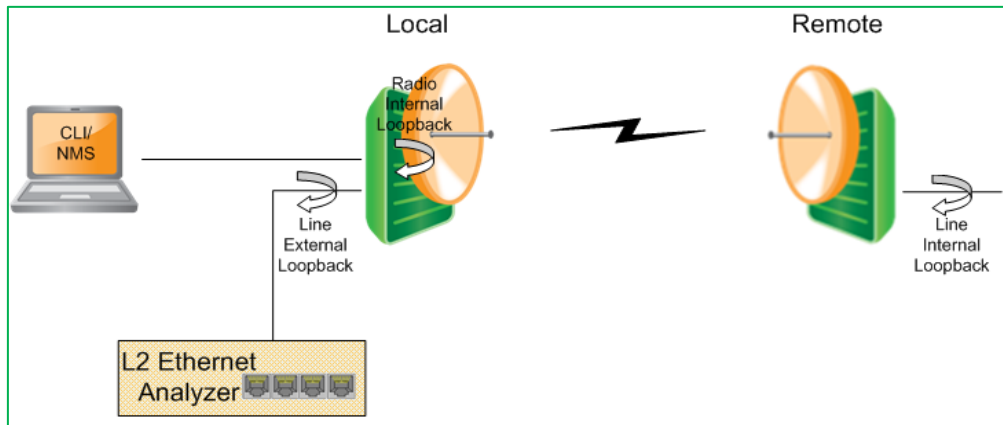 Local
Remote
Radio
Internal
Loopback
CLI/
NMS
Line
External
Loopback
Line
Internal
Loopback
L2 Ethernet
Analyzer